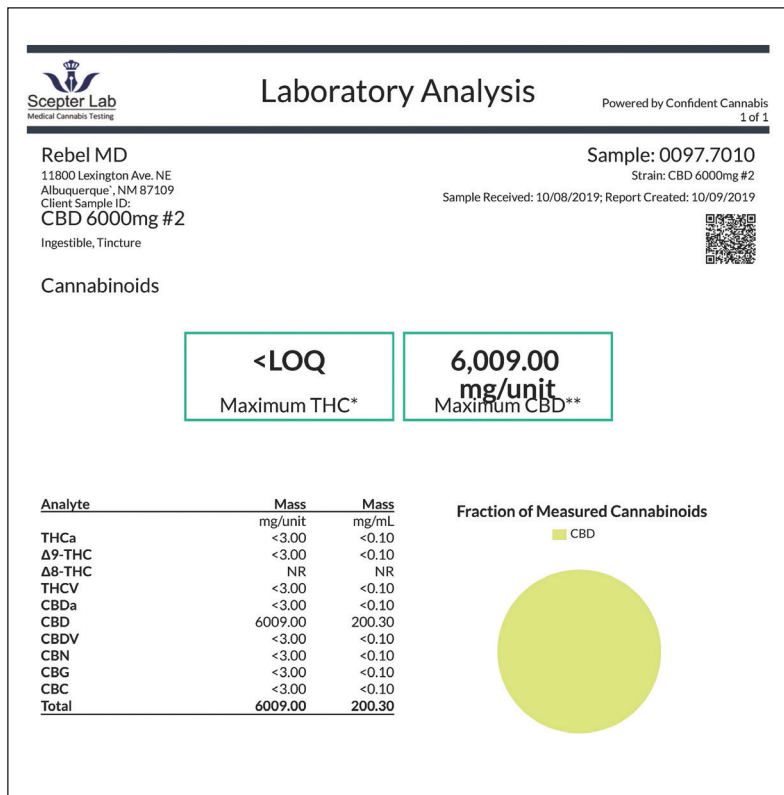 Scepter Lab
Medical Cannabis Testing
Laboratory Analysis
Powered by Confident Cannabis
1 of 1
Rebel MD
11800 Lexington Ave. NE
Albuquerque`, NM 87109
Client Sample ID:
CBD 6000mg #2
Ingestible, Tincture
Sample: 0097.7010
Strain: CBD 6000mg #2
Sample Received: 10/08/2019; Report Created: 10/09/2019
Cannabinoids
<LOQ
Maximum THC*
6,009.00
mg/unit
Maximum CBD**
Analyte Mass Mass
mg/unit mg/mL
THCa <3.00 <0.10
Δ9-THC <3.00 <0.10
Δ8-THC NR NR
THCV <3.00 <0.10
CBDa <3.00 <0.10
CBD 6009.00 200.30
CBDV <3.00 <0.10
CBN <3.00 <0.10
CBG <3.00 <0.10
CBC <3.00 <0.10
Total 6009.00 200.30
Fraction of Measured Cannabinoids
CBD